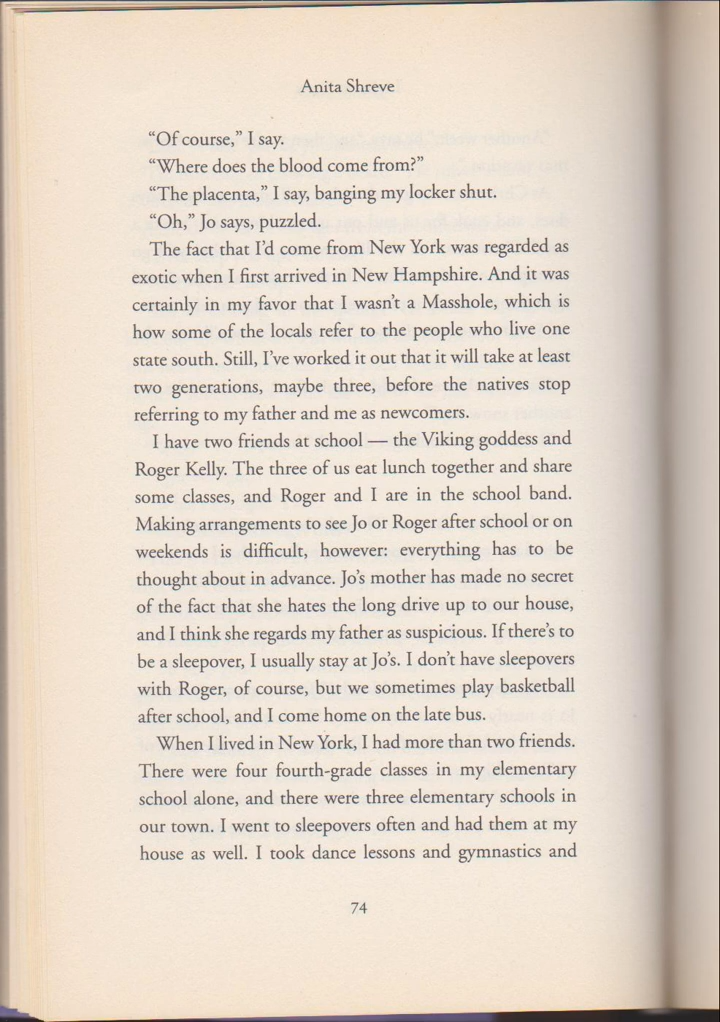 Anita Shreve
“Of course,” I say.
“Where does the blood come from?”
“The placenta,” I say, banging my locker shut.
“Oh,” Jo says, puzzled.
The fact that I’d come from New York was regarded as
exotic when I first arrived in New Hampshire. And it was
certainly in my favor that I wasn’t a Masshole, which is
how some of the locals refer to the people who live one
state south. Still, I’ve worked it out that it will take at least
two generations, maybe three, before the natives stop
referring to my father and me as newcomers.
I have two friends at school — the Viking goddess and
Roger Kelly. The three of us eat lunch together and share
some classes, and Roger and I are in the school band.
Making arrangements to see Jo or Roger after school or on
weekends is difficult, however: everything has to be
thought about in advance. Jo’s mother has made no secret
of the fact that she hates the long drive up to our house,
and I think she regards my father as suspicious. If there’s to
be a sleepover, I usually stay at Jo’s. I don’t have sleepovers
with Roger, of course, but we sometimes play basketball
after school, and I come home on the late bus.
When I lived in New York, I had more than two friends.
There were four fourth-grade classes in my elementary
school alone, and there were three elementary schools in
our town. I went to sleepovers often and had them at my
house as well. I took dance lessons and gymnastics and
74